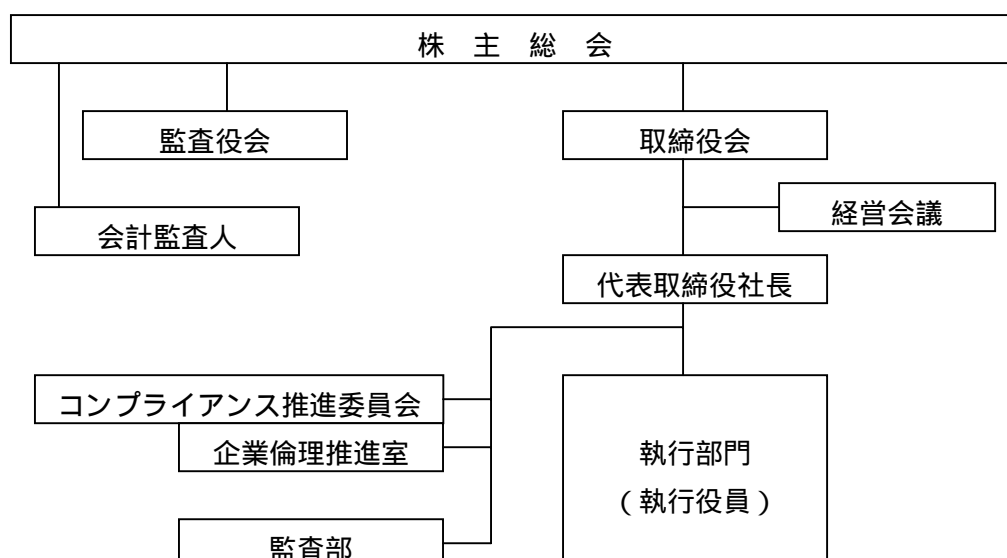 株 主 総 会
監査役会
取締役会
経営会議
会計監査人
代表取締役社長
コンプライアンス推進委員会
企業倫理推進室
執行部門
（執行役員）
監査部